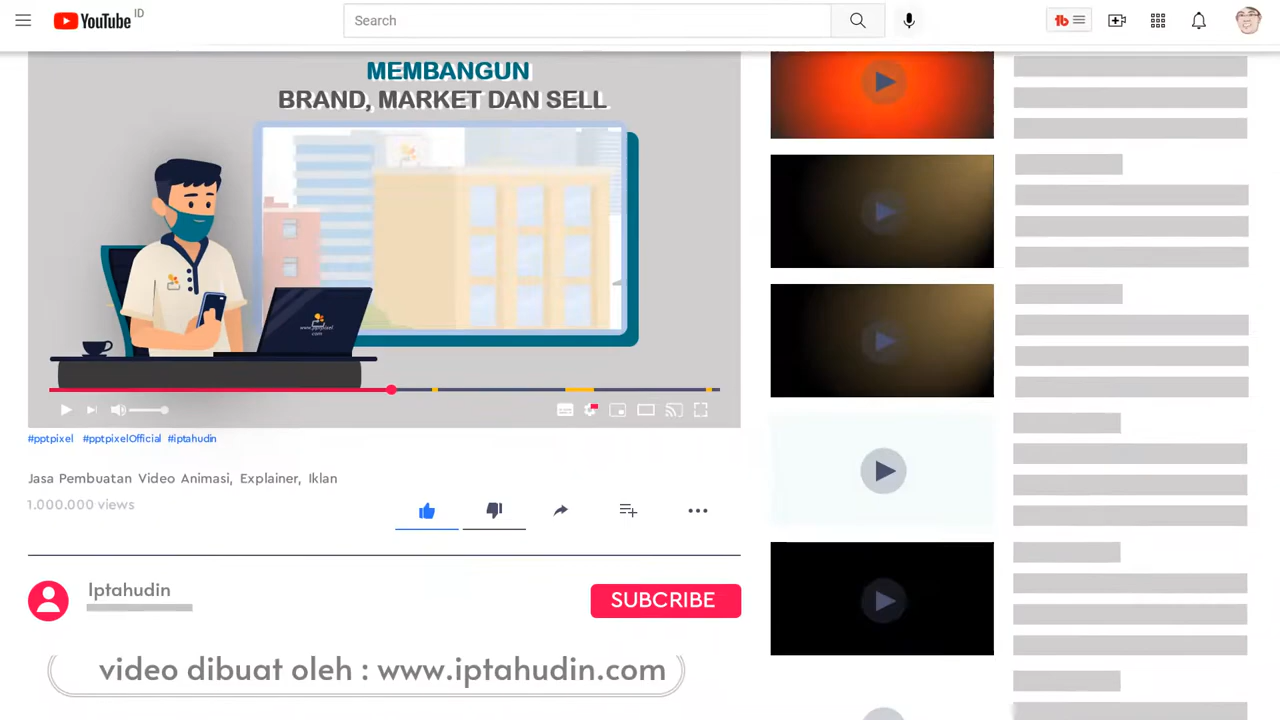 YouTube ID
Search
MEMBANGUN
BRAND, MARKET DAN SELL
#pptpixel #pptpixelOfficial #iptahudin
Jasa Pembuatan Video Animasi, Explainer, Iklan
1.000.000 views
Iptahudin
SUBCRIBE
video dibuat oleh : www.iptahudin.com